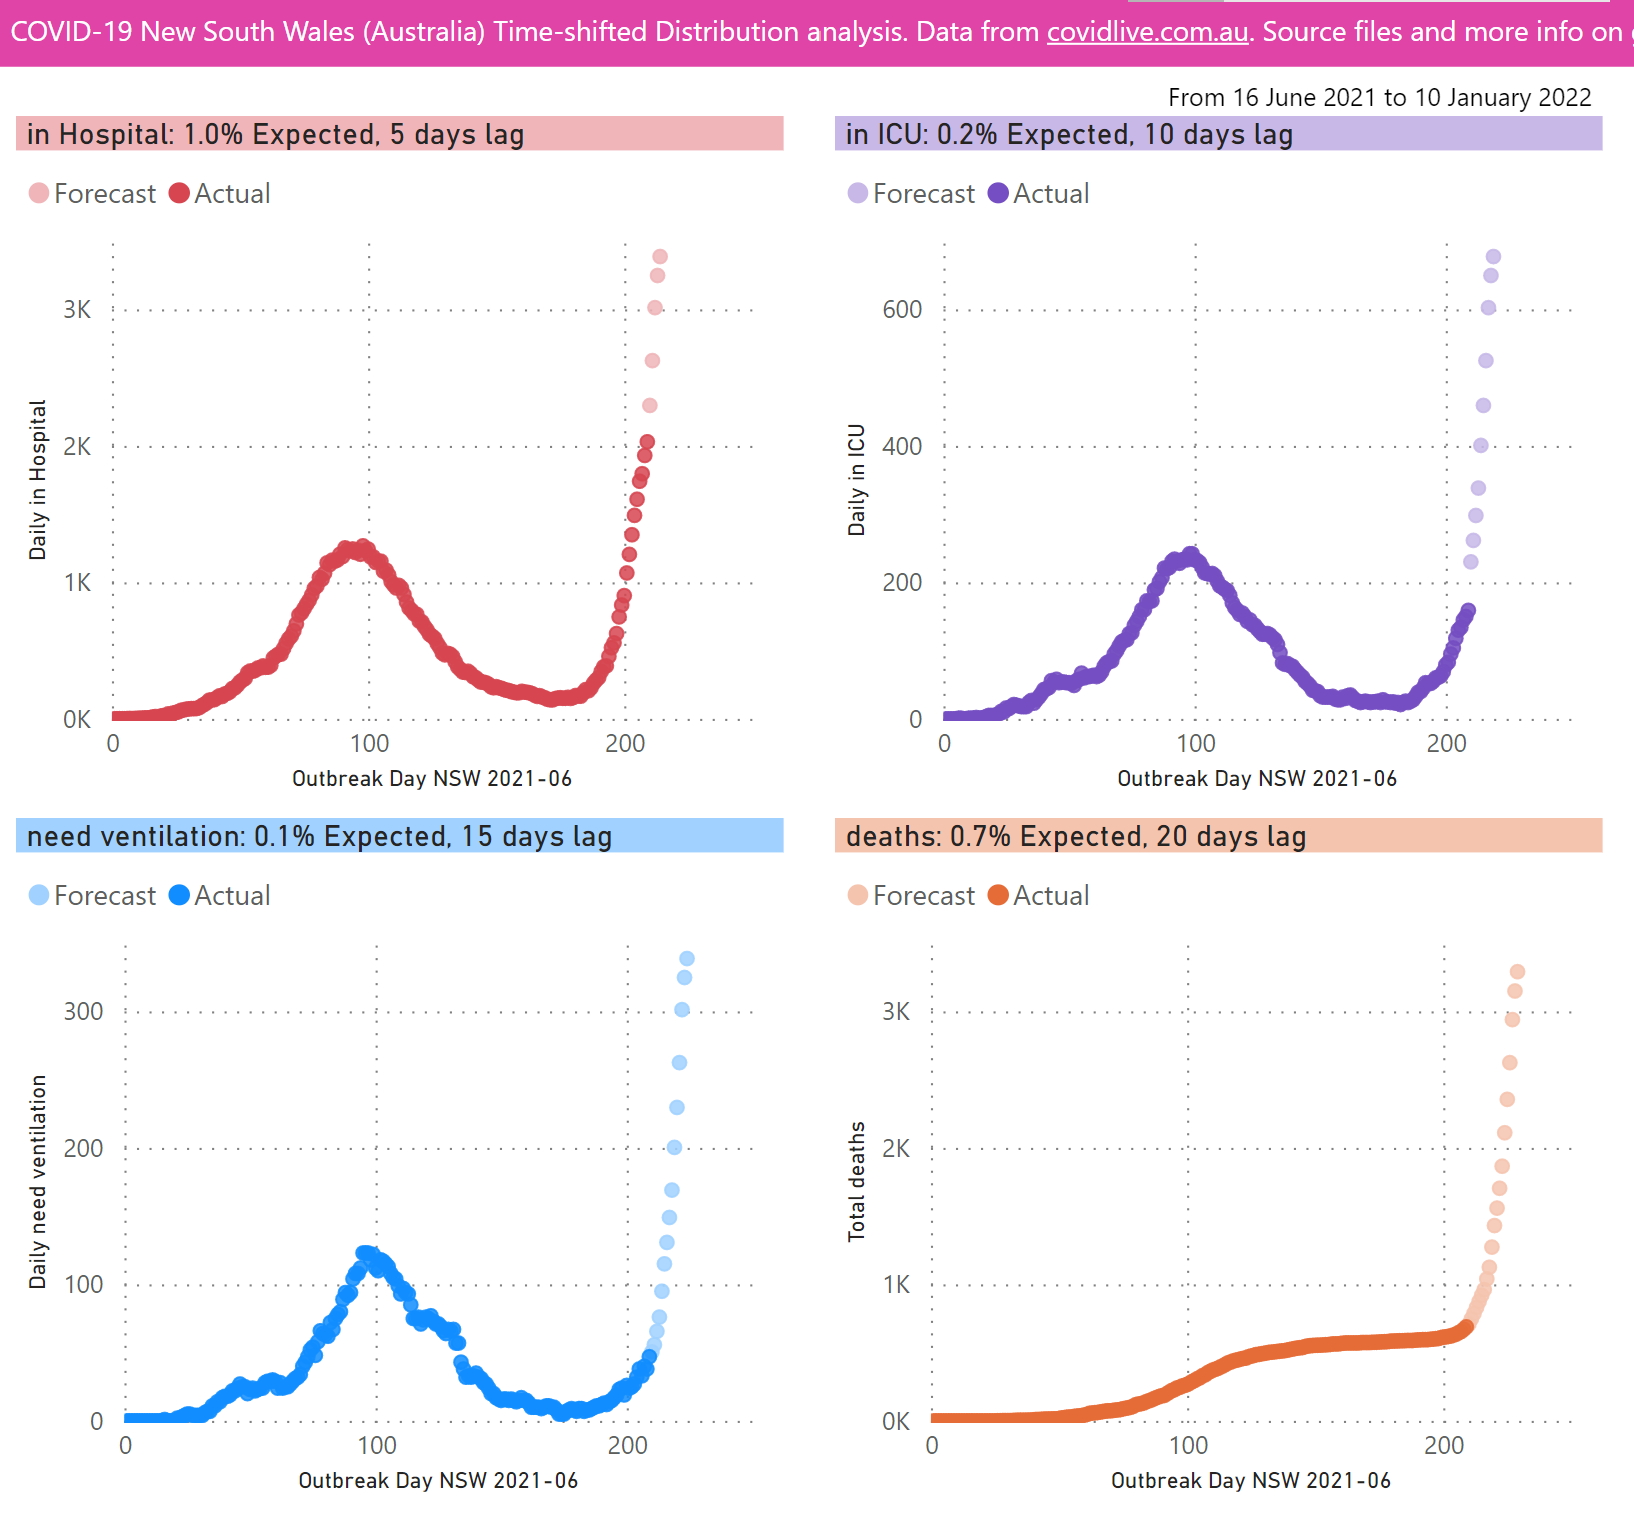 COVID-19 New South Wales (Australia) Time-shifted Distribution analysis. Data from covidlive.com.au. Source files and more info on
From 16 June 2021 to 10 January 2022
in Hospital: 1.0% Expected, 5 days lag
Forecast Actual
3K
2K
1K
0K
0 100 200
Daily in Hospital
Outbreak Day NSW 2021-06
in ICU: 0.2% Expected, 10 days lag
Forecast Actual
600
400
200
0
0 100 200
Daily in ICU
Outbreak Day NSW 2021-06
need ventilation: 0.1% Expected, 15 days lag
Forecast Actual
300
200
100
0
0 100 200
Daily need ventilation
Outbreak Day NSW 2021-06
deaths: 0.7% Expected, 20 days lag
Forecast Actual
3K
2K
1K
0K
0 100 200
Total deaths
Outbreak Day NSW 2021-06